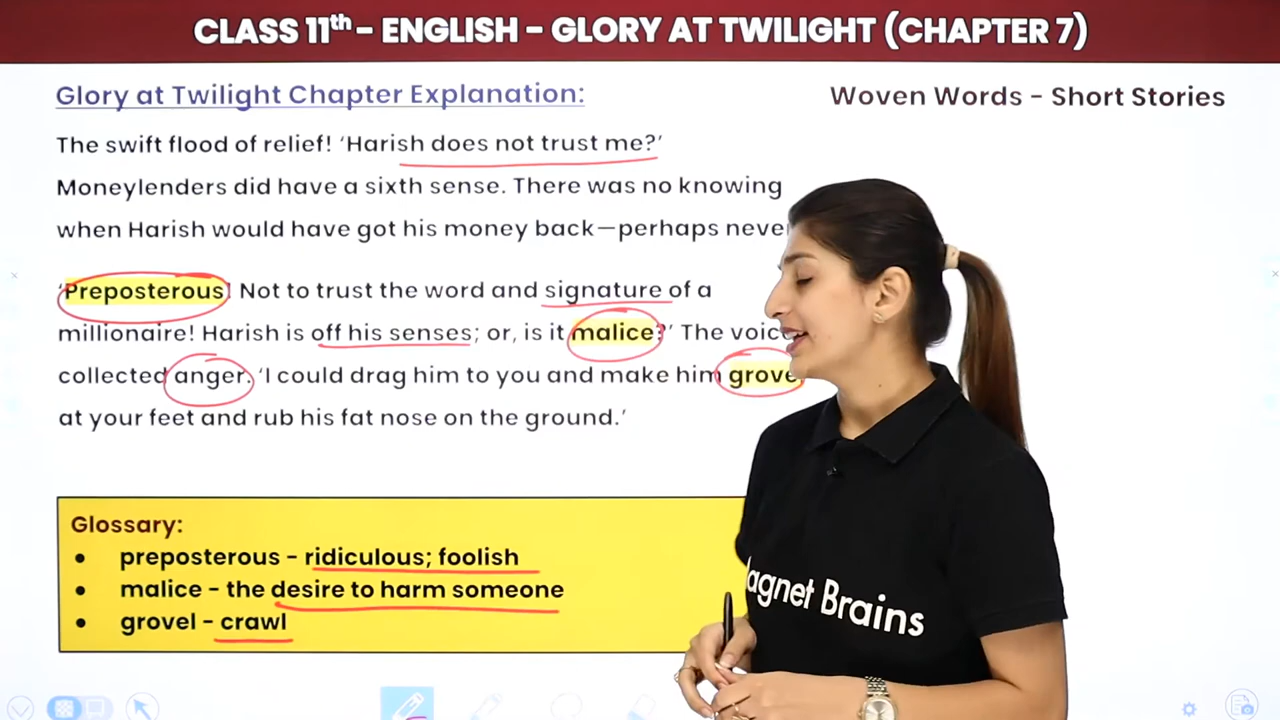 CLASS 11th - ENGLISH - GLORY AT TWILIGHT (CHAPTER 7)
Glory at Twilight Chapter Explanation:
Woven Words - Short Stories
The swift flood of relief! ‘Harish does not trust me?’
Moneylenders did have a sixth sense. There was no knowing
when Harish would have got his money back—perhaps
‘Preposterous! Not to trust the word and signature of a
millionaire! Harish is off his senses; or, is it malice?’ The
collected anger. ‘I could drag him to you and make him
at your feet and rub his fat nose on the ground.’
Glossary:
● preposterous - ridiculous; foolish
● malice - the desire to harm someone
● grovel - crawl
Brains